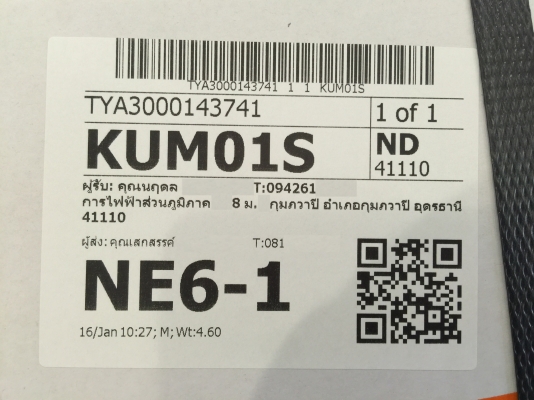 TYA3000143741 1 1 KUM01S
TYA3000143741
1 of 1
KUM01S
ND
41110
ผู้รับ: คุณนฤดล T:094261
การไฟฟ้าส่วนภูมิภาค 8 ม. กุมภวาปี อำเภอกุมภวาปี อุดรธานี
41110
ผู้ส่ง: คุณเสกสรรค์ T:081
NE6-1
16/Jan 10:27; M; Wt:4.60